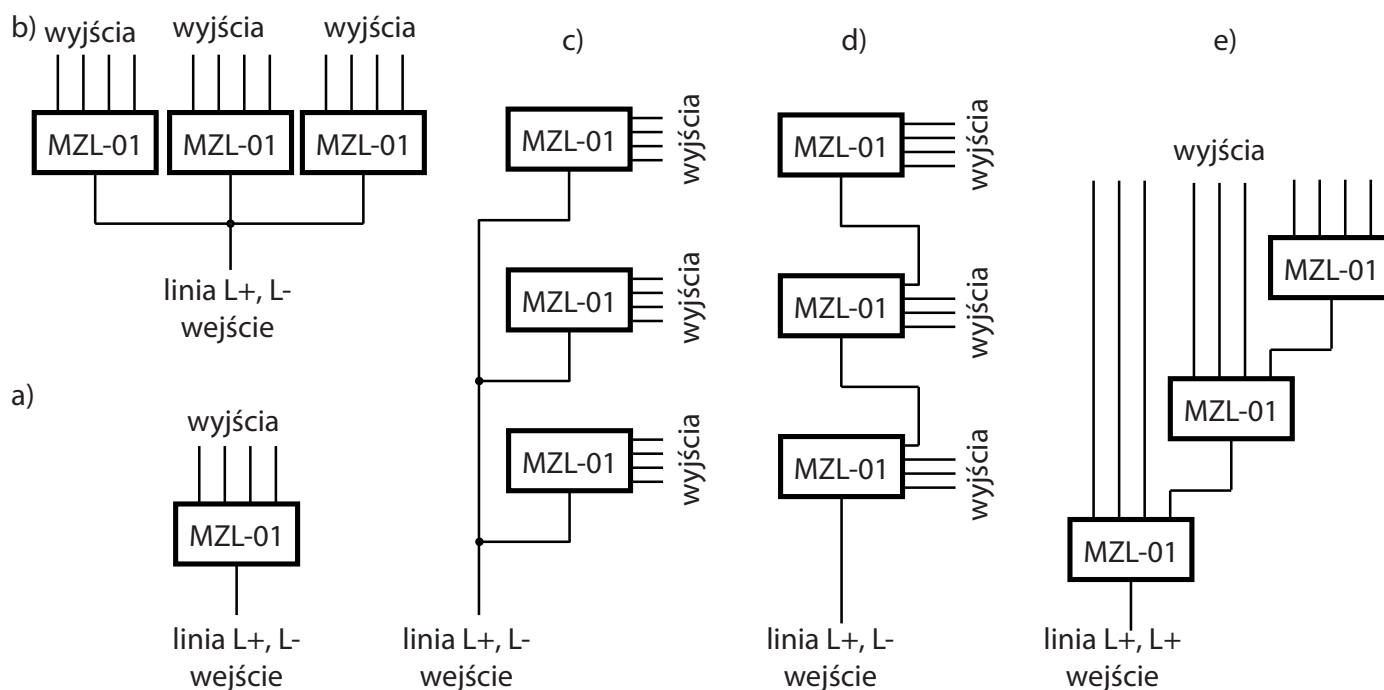 b)
wyjścia
wyjścia
wyjścia
MZL-01
MZL-01
MZL-01
linia L+, L-
wejście
a)
wyjścia
MZL-01
linia L+, L-
wejście
c)
MZL-01
wyjścia
MZL-01
wyjścia
MZL-01
wyjścia
linia L+, L-
wejście
d)
MZL-01
wyjścia
MZL-01
wyjścia
MZL-01
wyjścia
linia L+, L-
wejście
e)
wyjścia
MZL-01
MZL-01
MZL-01
linia L+, L+
wejście